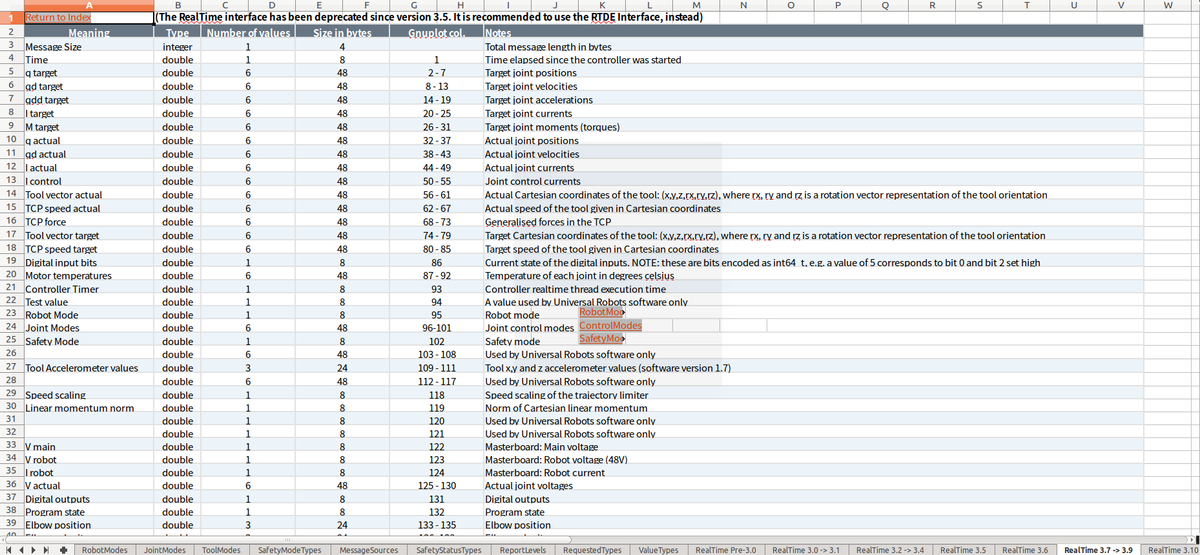 A B C D E F G H I J K L M N O P Q R S T U V W
1 Return to Index (The RealTime interface has been deprecated since version 3.5. It is recommended to use the RTDE Interface, instead)
2 Meaning Type Number of values Size in bytes Gnuplot col. Notes
3 Message Size integer 1 4 Total message length in bytes
4 Time double 1 8 1 Time elapsed since the controller was started
5 q target double 6 48 2 - 7 Target joint positions
6 qd target double 6 48 8 - 13 Target joint velocities
7 qdd target double 6 48 14 - 19 Target joint accelerations
8 I target double 6 48 20 - 25 Target joint currents
9 M target double 6 48 26 - 31 Target joint moments (torques)
10 q actual double 6 48 32 - 37 Actual joint positions
11 qd actual double 6 48 38 - 43 Actual joint velocities
12 I actual double 6 48 44 - 49 Actual joint currents
13 I control double 6 48 50 - 55 Joint control currents
14 Tool vector actual double 6 48 56 - 61 Actual Cartesian coordinates of the tool: (x,y,z,rx,ry,rz), where rx, ry and rz is a rotation vector representation of the tool orientation
15 TCP speed actual double 6 48 62 - 67 Actual speed of the tool given in Cartesian coordinates
16 TCP force double 6 48 68 - 73 Generalised forces in the TCP
17 Tool vector target double 6 48 74 - 79 Target Cartesian coordinates of the tool: (x,y,z,rx,ry,rz), where rx, ry and rz is a rotation vector representation of the tool orientation
18 TCP speed target double 6 48 80 - 85 Target speed of the tool given in Cartesian coordinates
19 Digital input bits double 1 8 86 Current state of the digital inputs. NOTE: these are bits encoded as int64_t, e.g. a value of 5 corresponds to bit 0 and bit 2 set high
20 Motor temperatures double 6 48 87 - 92 Temperature of each joint in degrees celsius
21 Controller Timer double 1 8 93 Controller realtime thread execution time
22 Test value double 1 8 94 A value used by Universal Robots software only
23 Robot Mode double 1 8 95 Robot mode RobotMod
24 Joint Modes double 6 48 96-101 Joint control modes ControlModes
25 Safety Mode double 1 8 102 Safety mode SafetyMod
26 double 6 48 103 - 108 Used by Universal Robots software only
27 Tool Accelerometer values double 3 24 109 - 111 Tool x,y and z accelerometer values (software version 1.7)
28 double 6 48 112 - 117 Used by Universal Robots software only
29 Speed scaling double 1 8 118 Speed scaling of the trajectory limiter
30 Linear momentum norm double 1 8 119 Norm of Cartesian linear momentum
31 double 1 8 120 Used by Universal Robots software only
32 double 1 8 121 Used by Universal Robots software only
33 V main double 1 8 122 Masterboard: Main voltage
34 V robot double 1 8 123 Masterboard: Robot voltage (48V)
35 I robot double 1 8 124 Masterboard: Robot current
36 V actual double 6 48 125 - 130 Actual joint voltages
37 Digital outputs double 1 8 131 Digital outputs
38 Program state double 1 8 132 Program state
39 Elbow position double 3 24 133 - 135 Elbow position
RobotModes JointModes ToolModes SafetyModeTypes MessageSources SafetyStatusTypes ReportLevels RequestedTypes ValueTypes RealTime Pre-3.0 RealTime 3.0 -> 3.1 RealTime 3.2 -> 3.4 RealTime 3.5 RealTime 3.6 RealTime 3.7 -> 3.9 RealTime 3.1